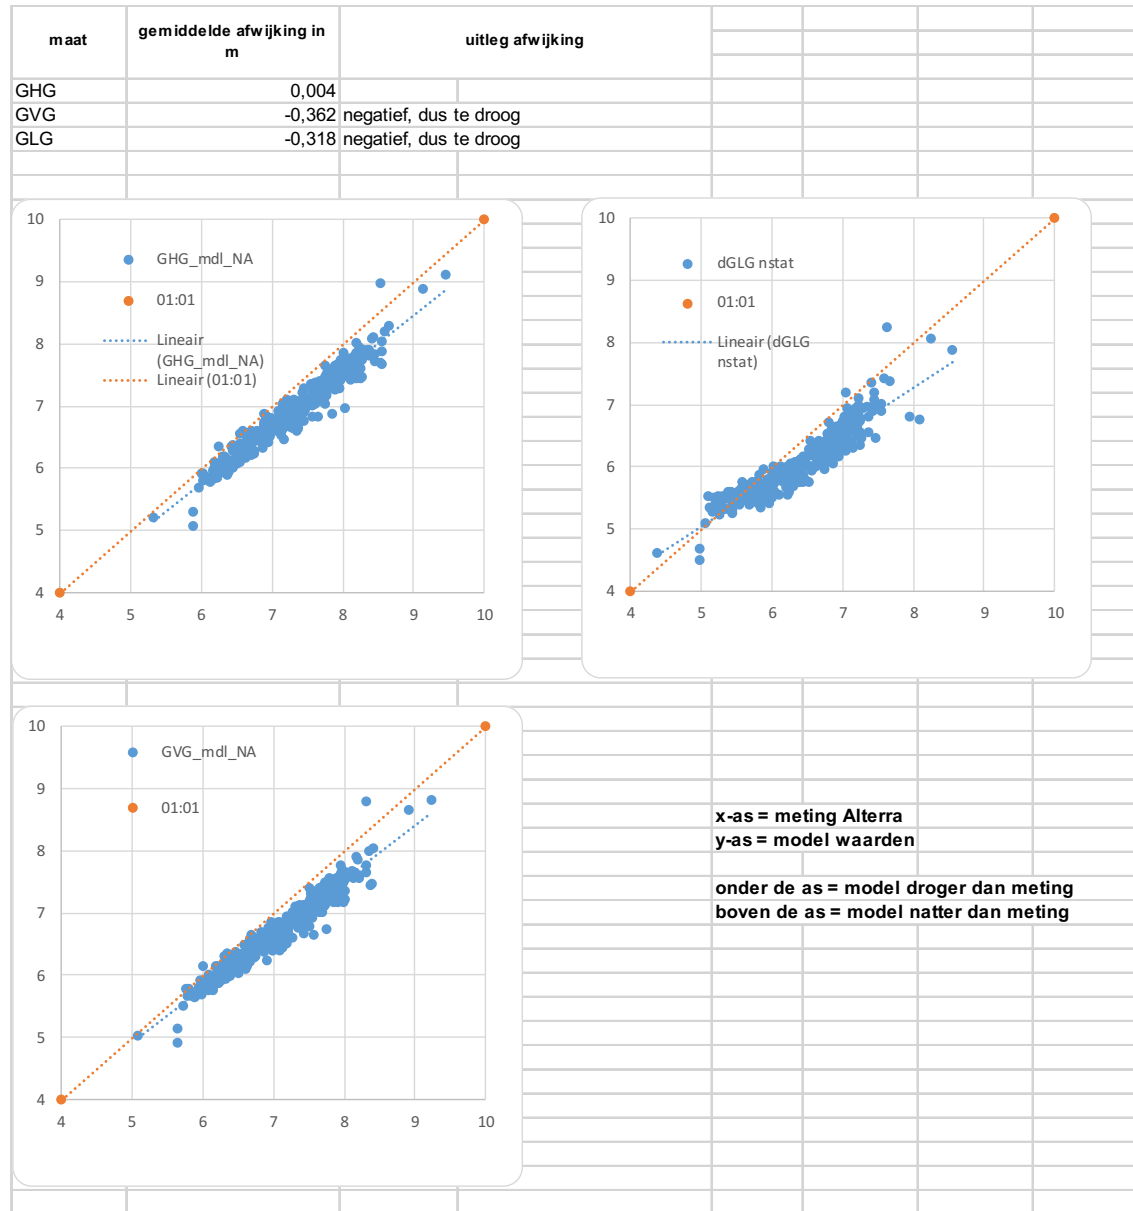 maat gemiddelde afwijking in m uitleg afwijking
GHG 0,004
GVG -0,362 negatief, dus te droog
GLG -0,318 negatief, dus te droog
10
9
8
7
6
5
4
4 5 6 7 8 9 10
GHG_mdl_NA
01:01
Lineair
(GHG_mdl_NA)
Lineair (01:01)
10
9
8
7
6
5
4
4 5 6 7 8 9 10
dGLG nstat
01:01
Lineair (dGLG
nstat)
10
9
8
7
6
5
4
4 5 6 7 8 9 10
GVG_mdl_NA
01:01
x-as = meting Alterra
y-as = model waarden
onder de as = model droger dan meting
boven de as = model natter dan meting